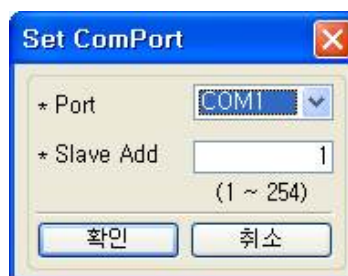 Set ComPort
* Port COM1
* Slave Add 1
(1 ~ 254)
확인 취소